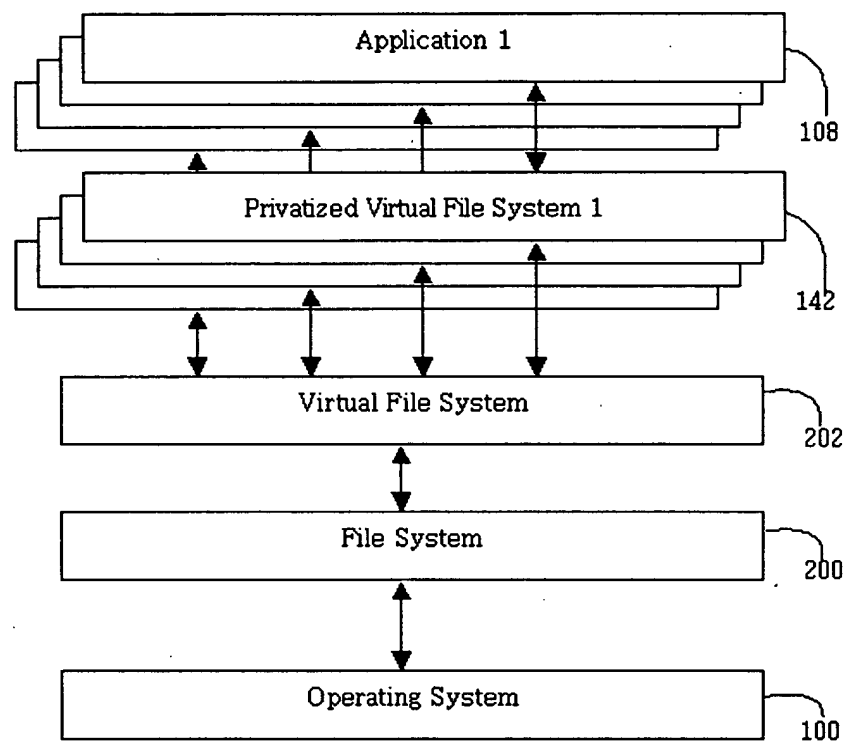 Application 1
108
Privatized Virtual File System 1
142
Virtual File System
202
File System
200
Operating System
100